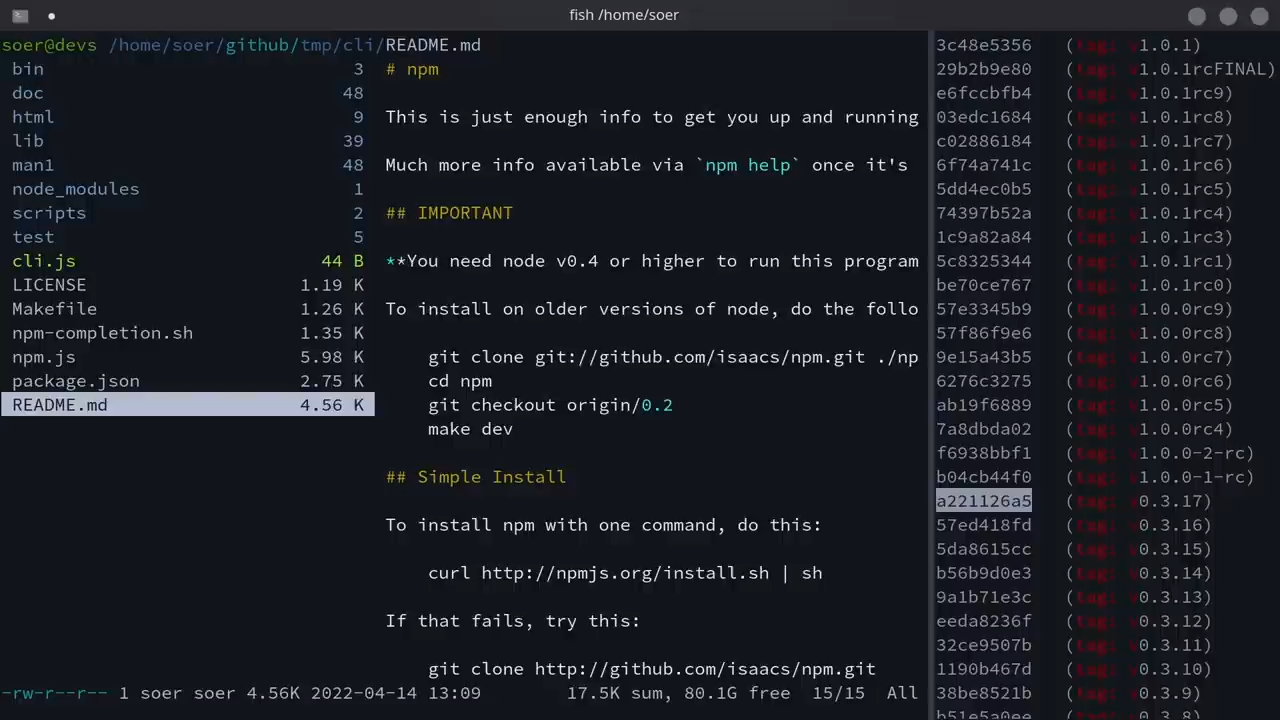 fish /home/soer
soer@devs /home/soer/github/tmp/cli/README.md
bin 3
doc 48
html 9
lib 39
man1 48
node_modules 1
scripts 2
test 5
cli.js 44 B
LICENSE 1.19 K
Makefile 1.26 K
npm-completion.sh 1.35 K
npm.js 5.98 K
package.json 2.75 K
README.md 4.56 K
# npm
This is just enough info to get you up and running
Much more info available via `npm help` once it's
## IMPORTANT
**You need node v0.4 or higher to run this program
To install on older versions of node, do the follo
git clone git://github.com/isaacs/npm.git ./np
cd npm
git checkout origin/0.2
make dev
## Simple Install
To install npm with one command, do this:
curl http://npmjs.org/install.sh | sh
If that fails, try this:
git clone http://github.com/isaacs/npm.git
-rw-r--r-- 1 soer soer 4.56K 2022-04-14 13:09 17.5K sum, 80.1G free 15/15 All
3c48e5356 (tag: v1.0.1)
29b2b9e80 (tag: v1.0.1rcFINAL)
e6fccbfb4 (tag: v1.0.1rc9)
03edc1684 (tag: v1.0.1rc8)
c02886184 (tag: v1.0.1rc7)
6f74a741c (tag: v1.0.1rc6)
5dd4ec0b5 (tag: v1.0.1rc5)
74397b52a (tag: v1.0.1rc4)
1c9a82a84 (tag: v1.0.1rc3)
5c8325344 (tag: v1.0.1rc1)
be70ce767 (tag: v1.0.1rc0)
57e3345b9 (tag: v1.0.0rc9)
57f86f9e6 (tag: v1.0.0rc8)
9e15a43b5 (tag: v1.0.0rc7)
6276c3275 (tag: v1.0.0rc6)
ab19f6889 (tag: v1.0.0rc5)
7a8dbda02 (tag: v1.0.0rc4)
f6938bbf1 (tag: v1.0.0-2-rc)
b04cb44f0 (tag: v1.0.0-1-rc)
a221126a5 (tag: v0.3.17)
57ed418fd (tag: v0.3.16)
5da8615cc (tag: v0.3.15)
b56b9d0e3 (tag: v0.3.14)
9a1b71e3c (tag: v0.3.13)
eeda8236f (tag: v0.3.12)
32ce9507b (tag: v0.3.11)
1190b467d (tag: v0.3.10)
38be8521b (tag: v0.3.9)
b51e5a0ee (tag: v0.3.8)